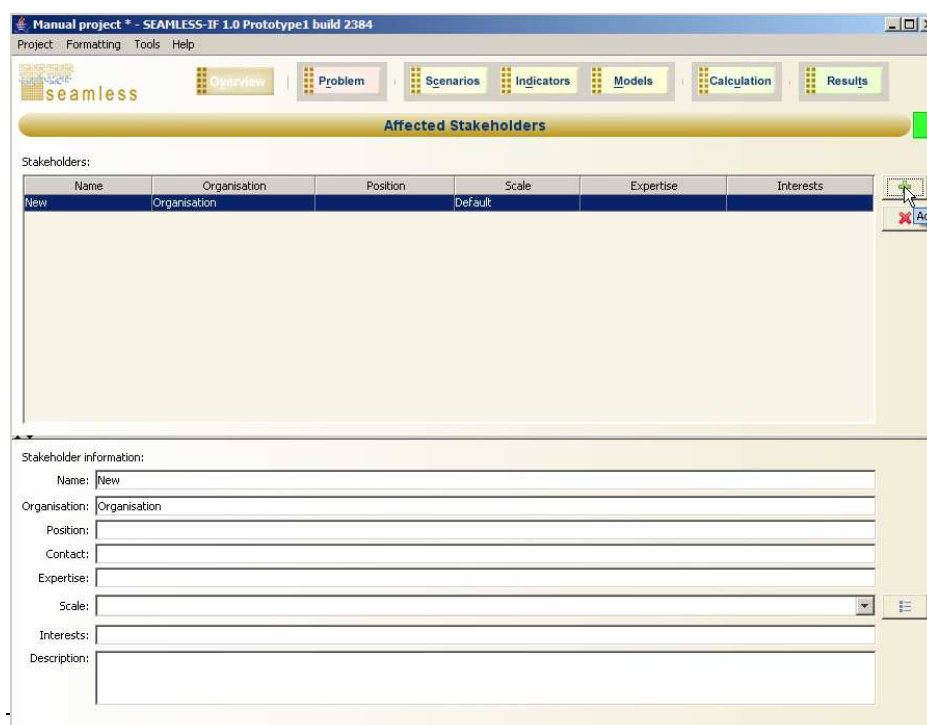 Manual project * - SEAMLESS-IF 1.0 Prototype1 build 2384
Project Formatting Tools Help
seamless Overview Problem Scenarios Indicators Models Calculation Results
Affected Stakeholders
Stakeholders:
Name Organisation Position Scale Expertise Interests
New Organisation Default
Stakeholder information:
Name: New
Organisation: Organisation
Position:
Contact:
Expertise:
Scale:
Interests:
Description: